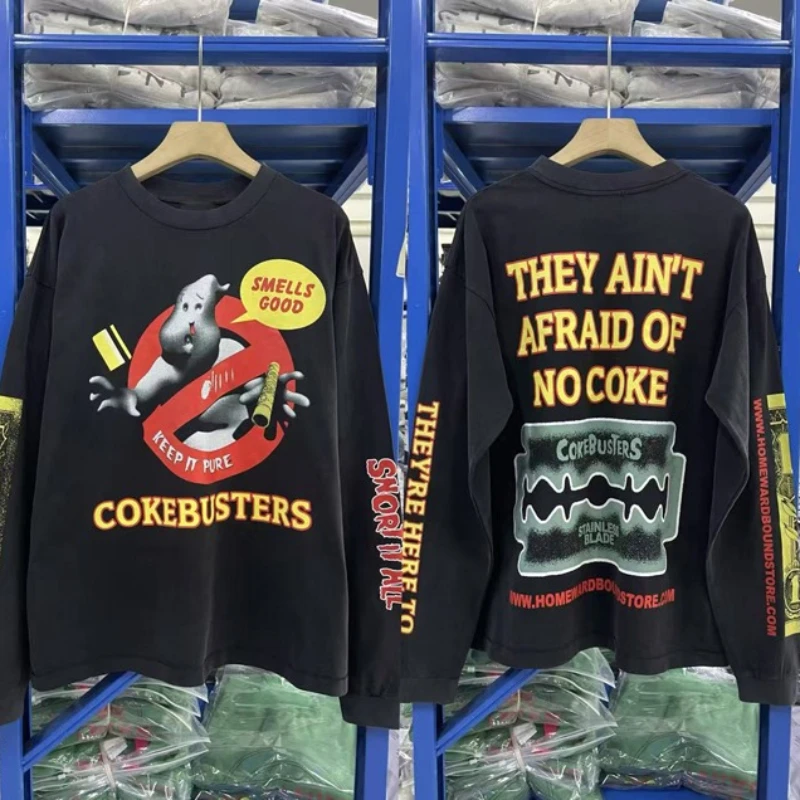 SMELLS
GOOD
KEEP IT PURE
COKEBUSTERS
SNORT IT ALL
THEY'RE HERE TO
THEY AIN'T
AFRAID OF
NO COKE
COKEBUSTERS
STAINLESS
BLADE
WWW.HOMEWARDBOUNDSTORE.COM
WWW.HOMEWARDBOUNDSTORE.COM